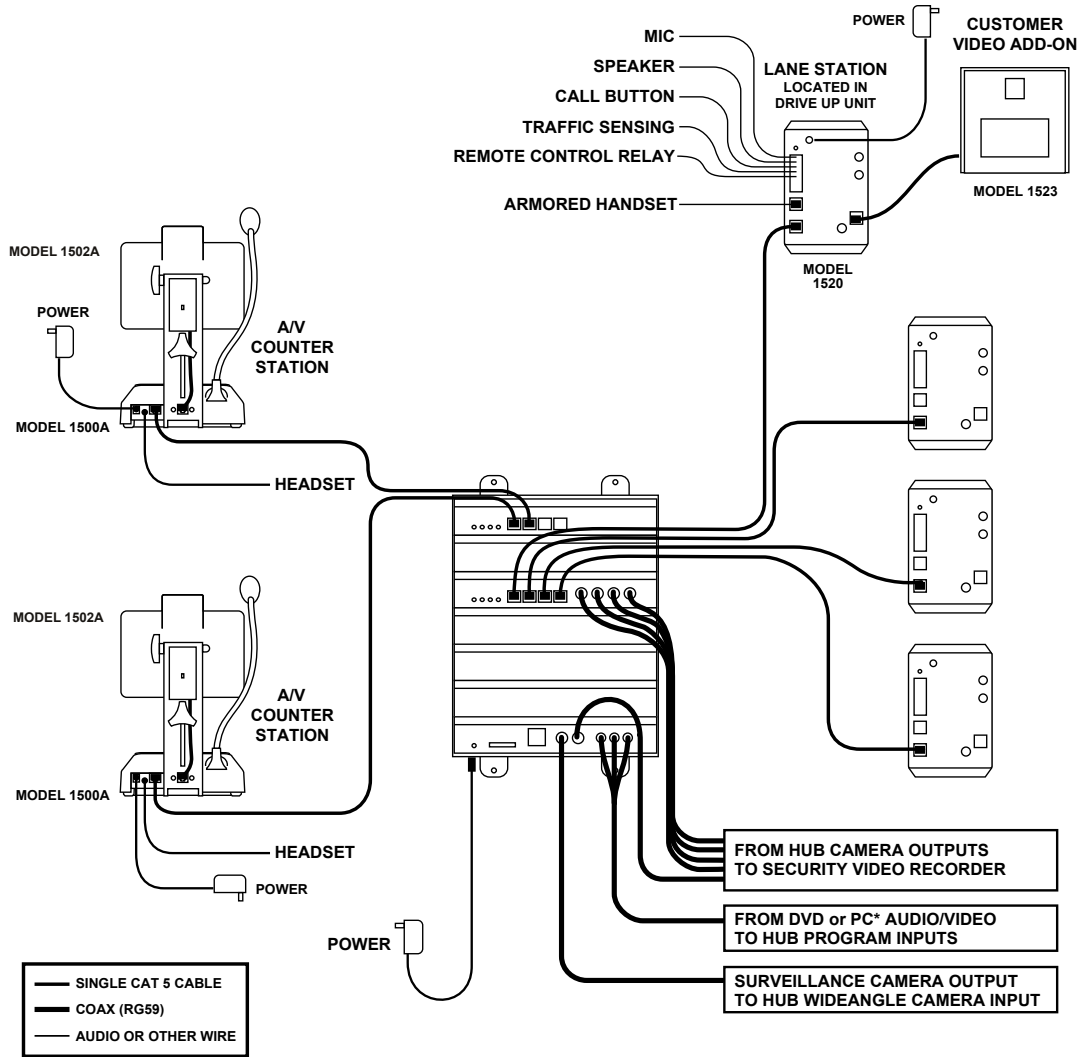 POWER
CUSTOMER
VIDEO ADD-ON
MIC
SPEAKER
CALL BUTTON
TRAFFIC SENSING
REMOTE CONTROL RELAY
ARMORED HANDSET
LANE STATION
LOCATED IN
DRIVE UP UNIT
MODEL 1523
MODEL
1520
MODEL 1502A
POWER
A/V
COUNTER
STATION
MODEL 1500A
HEADSET
MODEL 1502A
A/V
COUNTER
STATION
MODEL 1500A
HEADSET
POWER
POWER
FROM HUB CAMERA OUTPUTS
TO SECURITY VIDEO RECORDER
FROM DVD or PC* AUDIO/VIDEO
TO HUB PROGRAM INPUTS
SURVEILLANCE CAMERA OUTPUT
TO HUB WIDEANGLE CAMERA INPUT
SINGLE CAT 5 CABLE
COAX (RG59)
AUDIO OR OTHER WIRE